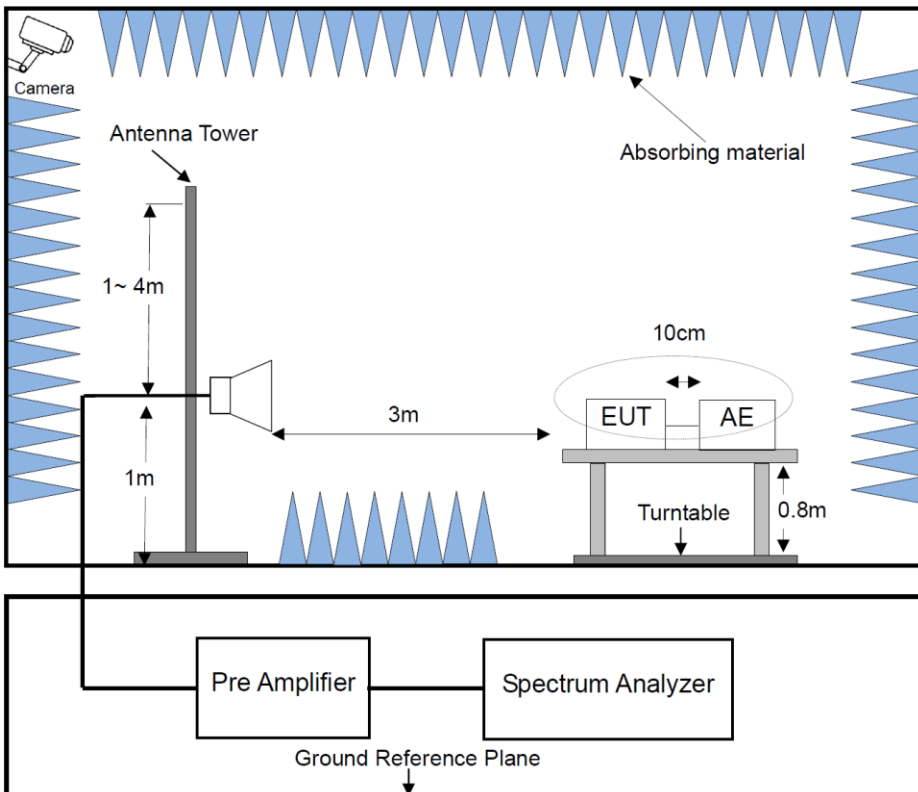 Camera
Antenna Tower
Absorbing material
1~ 4m
10cm
3m
EUT
AE
1m
Turntable
0.8m
Pre Amplifier
Spectrum Analyzer
Ground Reference Plane